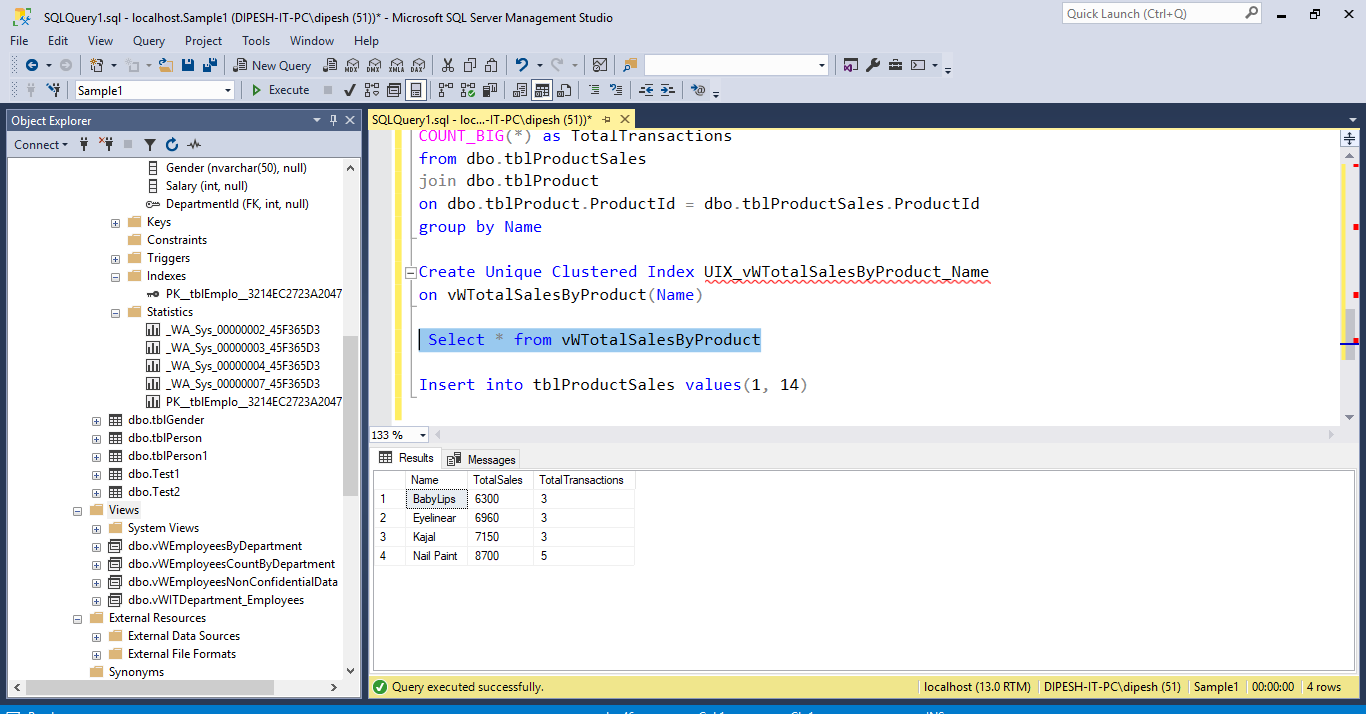 SQLQuery1.sql - localhost.Sample1 (DIPESH-IT-PC\dipesh (51))* - Microsoft SQL Server Management Studio
Quick Launch (Ctrl+Q)
File Edit View Query Project Tools Window Help
New Query MDX DMX XMLA DAX
Sample1 Execute
Object Explorer
Connect
Gender (nvarchar(50), null)
Salary (int, null)
DepartmentId (FK, int, null)
Keys
Constraints
Triggers
Indexes
PK__tblEmplo__3214EC2723A2047
Statistics
_WA_Sys_00000002_45F365D3
_WA_Sys_00000003_45F365D3
_WA_Sys_00000004_45F365D3
_WA_Sys_00000007_45F365D3
PK__tblEmplo__3214EC2723A2047
dbo.tblGender
dbo.tblPerson
dbo.tblPerson1
dbo.Test1
dbo.Test2
Views
System Views
dbo.vWEmployeesByDepartment
dbo.vWEmployeesCountByDepartment
dbo.vWEmployeesNonConfidentialData
dbo.vWITDepartment_Employees
External Resources
External Data Sources
External File Formats
Synonyms
SQLQuery1.sql - loc...-IT-PC\dipesh (51))*
COUNT_BIG(*) as TotalTransactions
from dbo.tblProductSales
join dbo.tblProduct
on dbo.tblProduct.ProductId = dbo.tblProductSales.ProductId
group by Name
Create Unique Clustered Index UIX_vWTotalSalesByProduct_Name
on vWTotalSalesByProduct(Name)
Select * from vWTotalSalesByProduct
Insert into tblProductSales values(1, 14)
133 %
Results Messages
Name TotalSales TotalTransactions
1 BabyLips 6300 3
2 Eyelinear 6960 3
3 Kajal 7150 3
4 Nail Paint 8700 5
Query executed successfully. localhost (13.0 RTM) DIPESH-IT-PC\dipesh (51) Sample1 00:00:00 4 rows